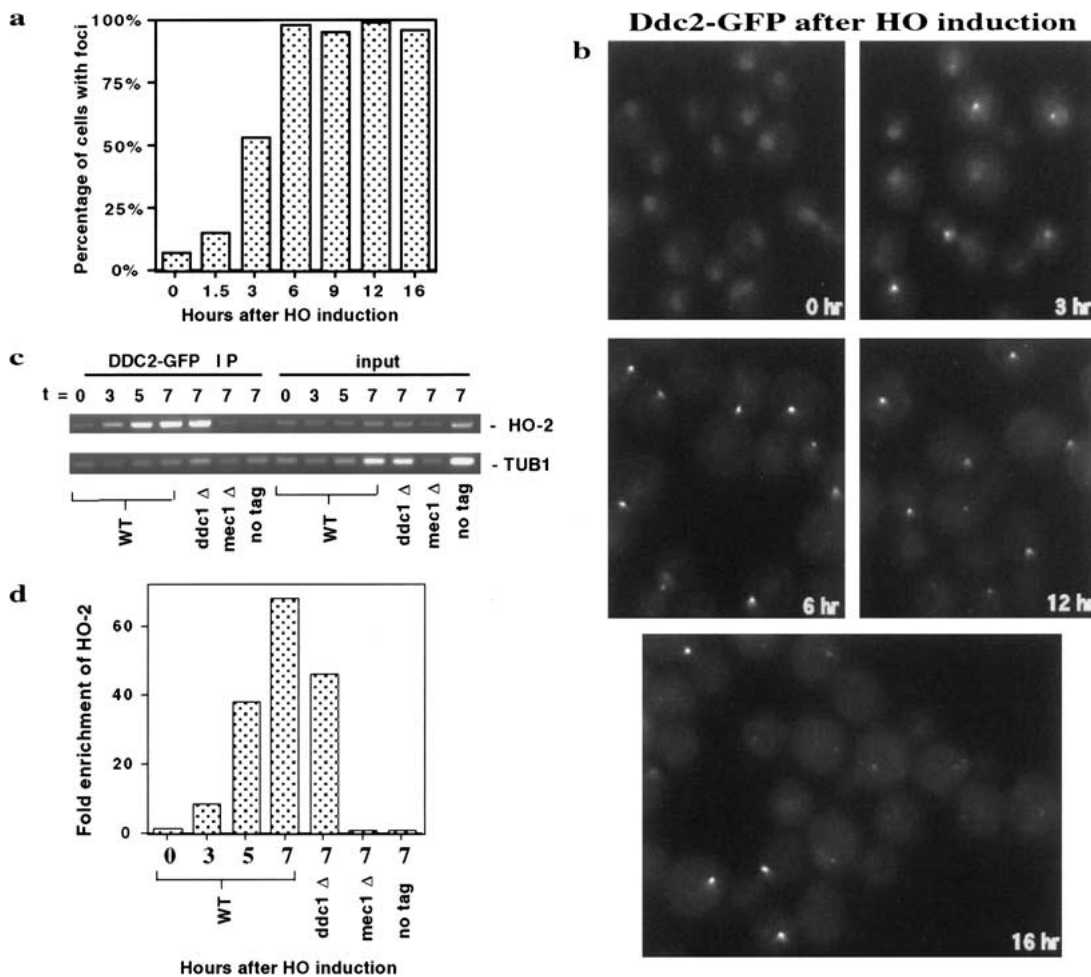 a
100%
75%
50%
25%
0%
Percentage of cells with foci
0 1.5 3 6 9 12 16
Hours after HO induction
Ddc2-GFP after HO induction
b
0 hr
3 hr
6 hr
12 hr
16 hr
c
DDC2-GFP I P input
t = 0 3 5 7 7 7 7 0 3 5 7 7 7 7
- HO-2
- TUB1
WT ddc1 Δ mec1 Δ no tag WT ddc1 Δ mec1 Δ no tag
d
60
40
20
0
Fold enrichment of HO-2
0 3 5 7 7 7 7
WT ddc1 Δ mec1 Δ no tag
Hours after HO induction